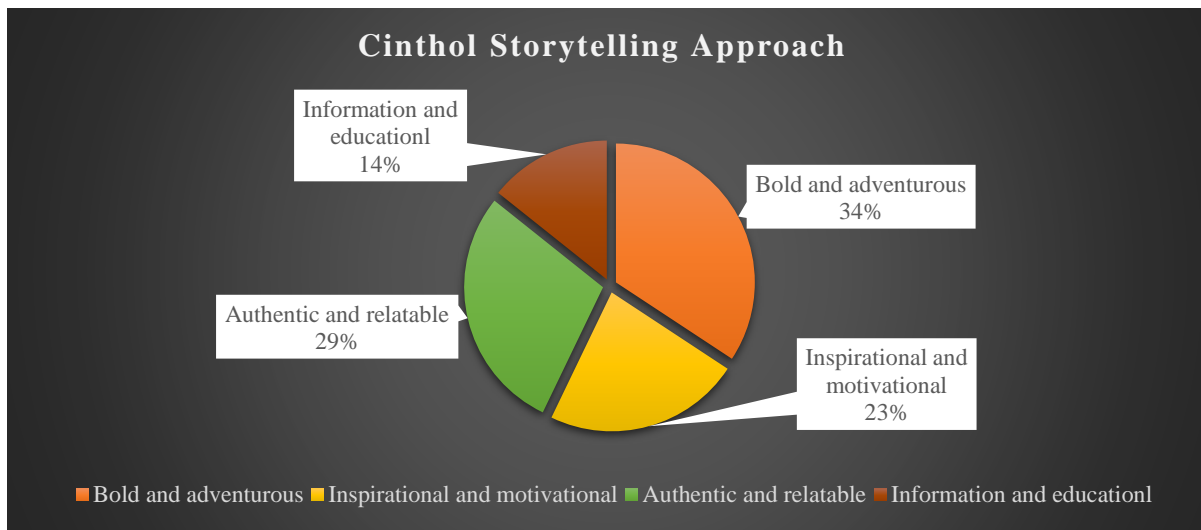 Cinthol Storytelling Approach
Information and
educationl
14%
Bold and adventurous
34%
Authentic and relatable
29%
Inspirational and
motivational
23%
Bold and adventurous Inspirational and motivational Authentic and relatable Information and educationl